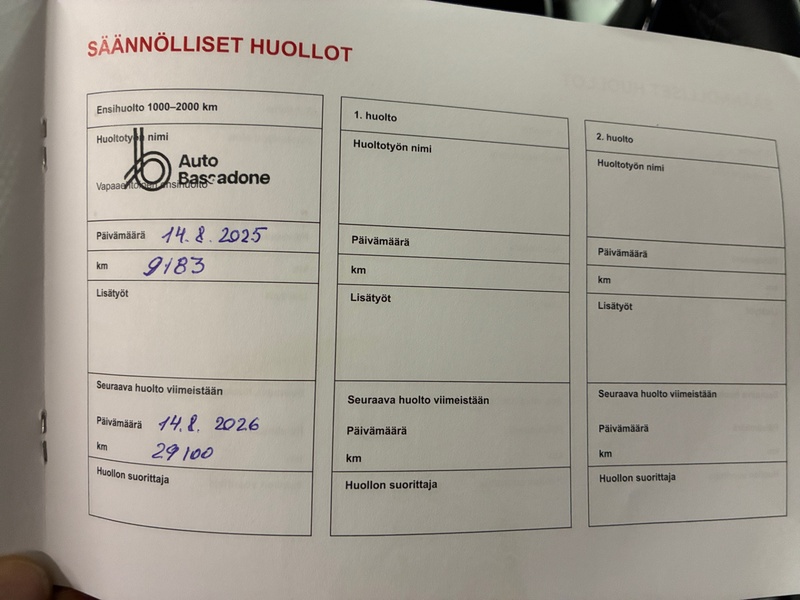 SÄÄNNÖLLISET HUOLLOT
Ensihuolto 1000–2000 km
Huoltotyön nimi
Auto
Bassadone
Vapaaehtoinen ensihuolto
Päivämäärä 14.8.2025
km 9183
Lisätyöt
Seuraava huolto viimeistään
Päivämäärä 14.8.2026
km 29100
Huollon suorittaja
1. huolto
Huoltotyön nimi
Päivämäärä
km
Lisätyöt
Seuraava huolto viimeistään
Päivämäärä
km
Huollon suorittaja
2. huolto
Huoltotyön nimi
Päivämäärä
km
Lisätyöt
Seuraava huolto viimeistään
Päivämäärä
km
Huollon suorittaja